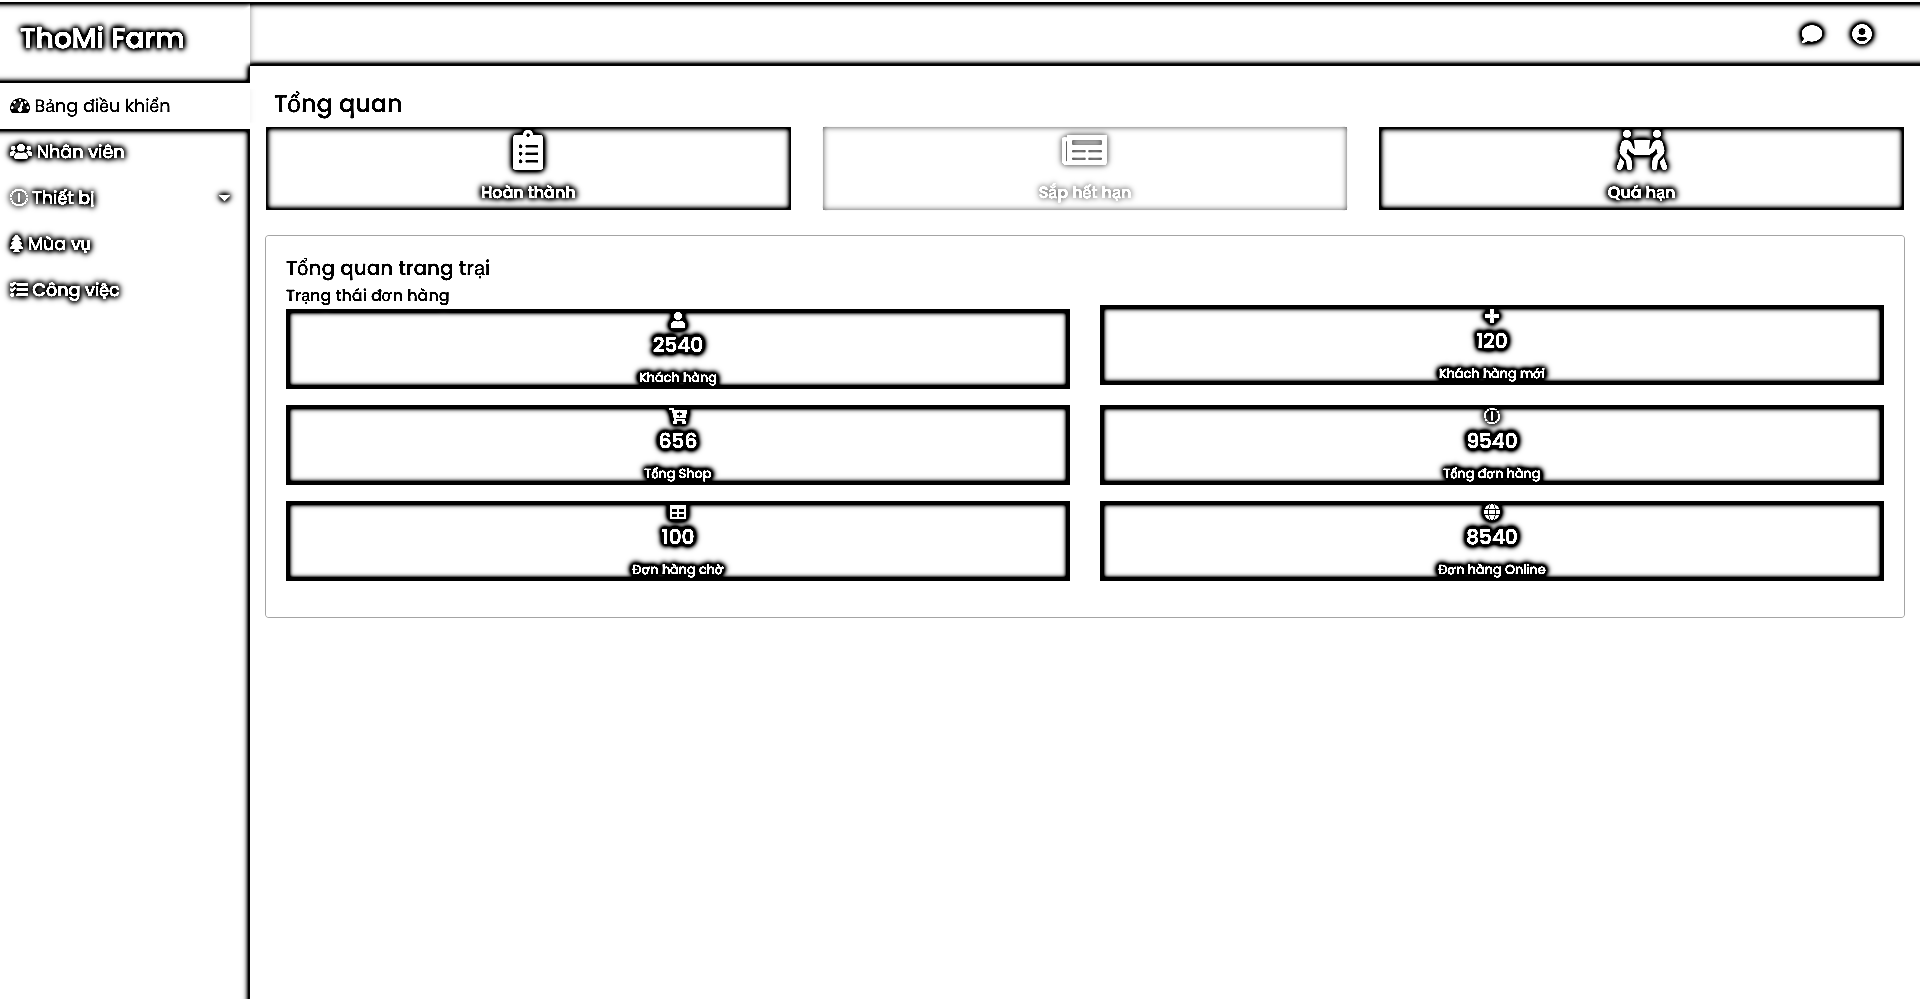 ThoMi Farm
Bảng điều khiển
Nhân viên
Thiết bị
Mùa vụ
Công việc
Tổng quan
Hoàn thành
Sắp hết hạn
Quá hạn
Tổng quan trang trại
Trạng thái đơn hàng
2540
Khách hàng
120
Khách hàng mới
656
Tổng Shop
9540
Tổng đơn hàng
100
Đơn hàng chờ
8540
Đơn hàng Online